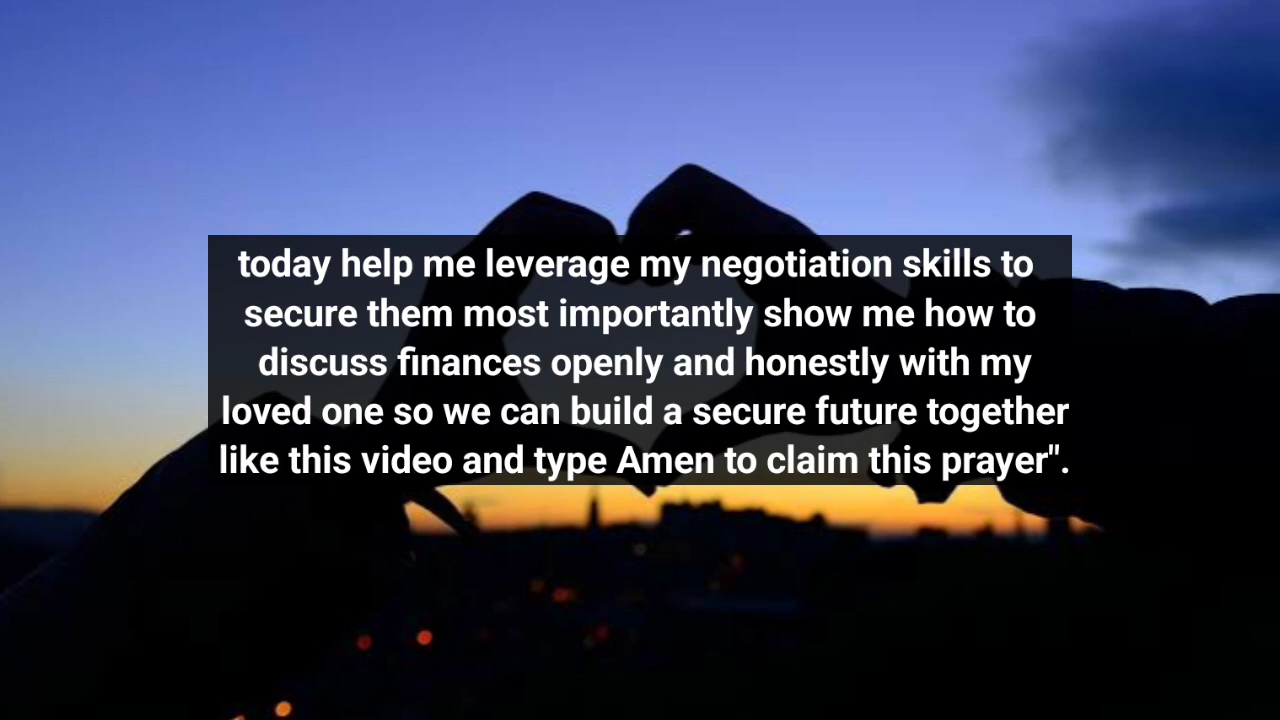 today help me leverage my negotiation skills to
secure them most importantly show me how to
discuss finances openly and honestly with my
loved one so we can build a secure future together
like this video and type Amen to claim this prayer".